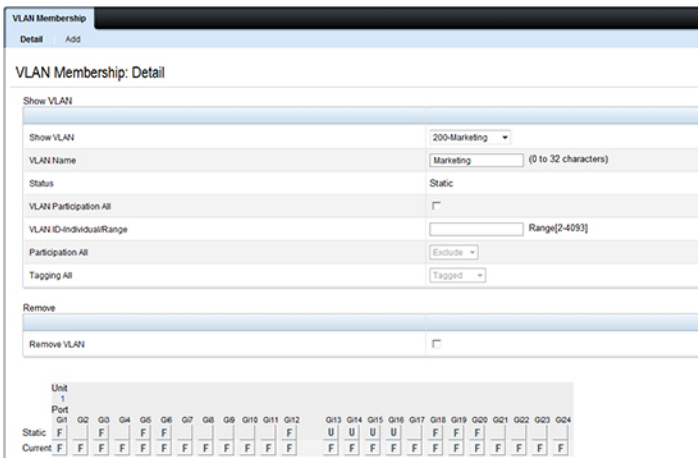 VLAN Membership
Detail Add
VLAN Membership: Detail
Show VLAN
Show VLAN 200-Marketing
VLAN Name Marketing (0 to 32 characters)
Status Static
VLAN Participation All
VLAN ID-Individual/Range Range[2-4093]
Participation All Exclude
Tagging All Tagged
Remove
Remove VLAN
Unit
1
Port
Gi1 Gi2 Gi3 Gi4 Gi5 Gi6 Gi7 Gi8 Gi9 Gi10 Gi11 Gi12 Gi13 Gi14 Gi15 Gi16 Gi17 Gi18 Gi19 Gi20 Gi21 Gi22 Gi23 Gi24
Static F F F F F U U U U F F F
Current F F F F F F F F F F F F F F F F F F F F F F F F